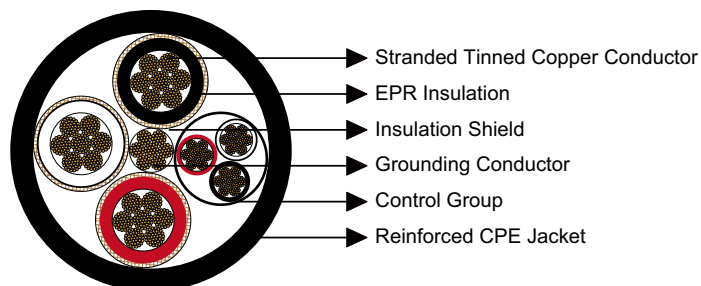 Stranded Tinned Copper Conductor
EPR Insulation
Insulation Shield
Grounding Conductor
Control Group
Reinforced CPE Jacket